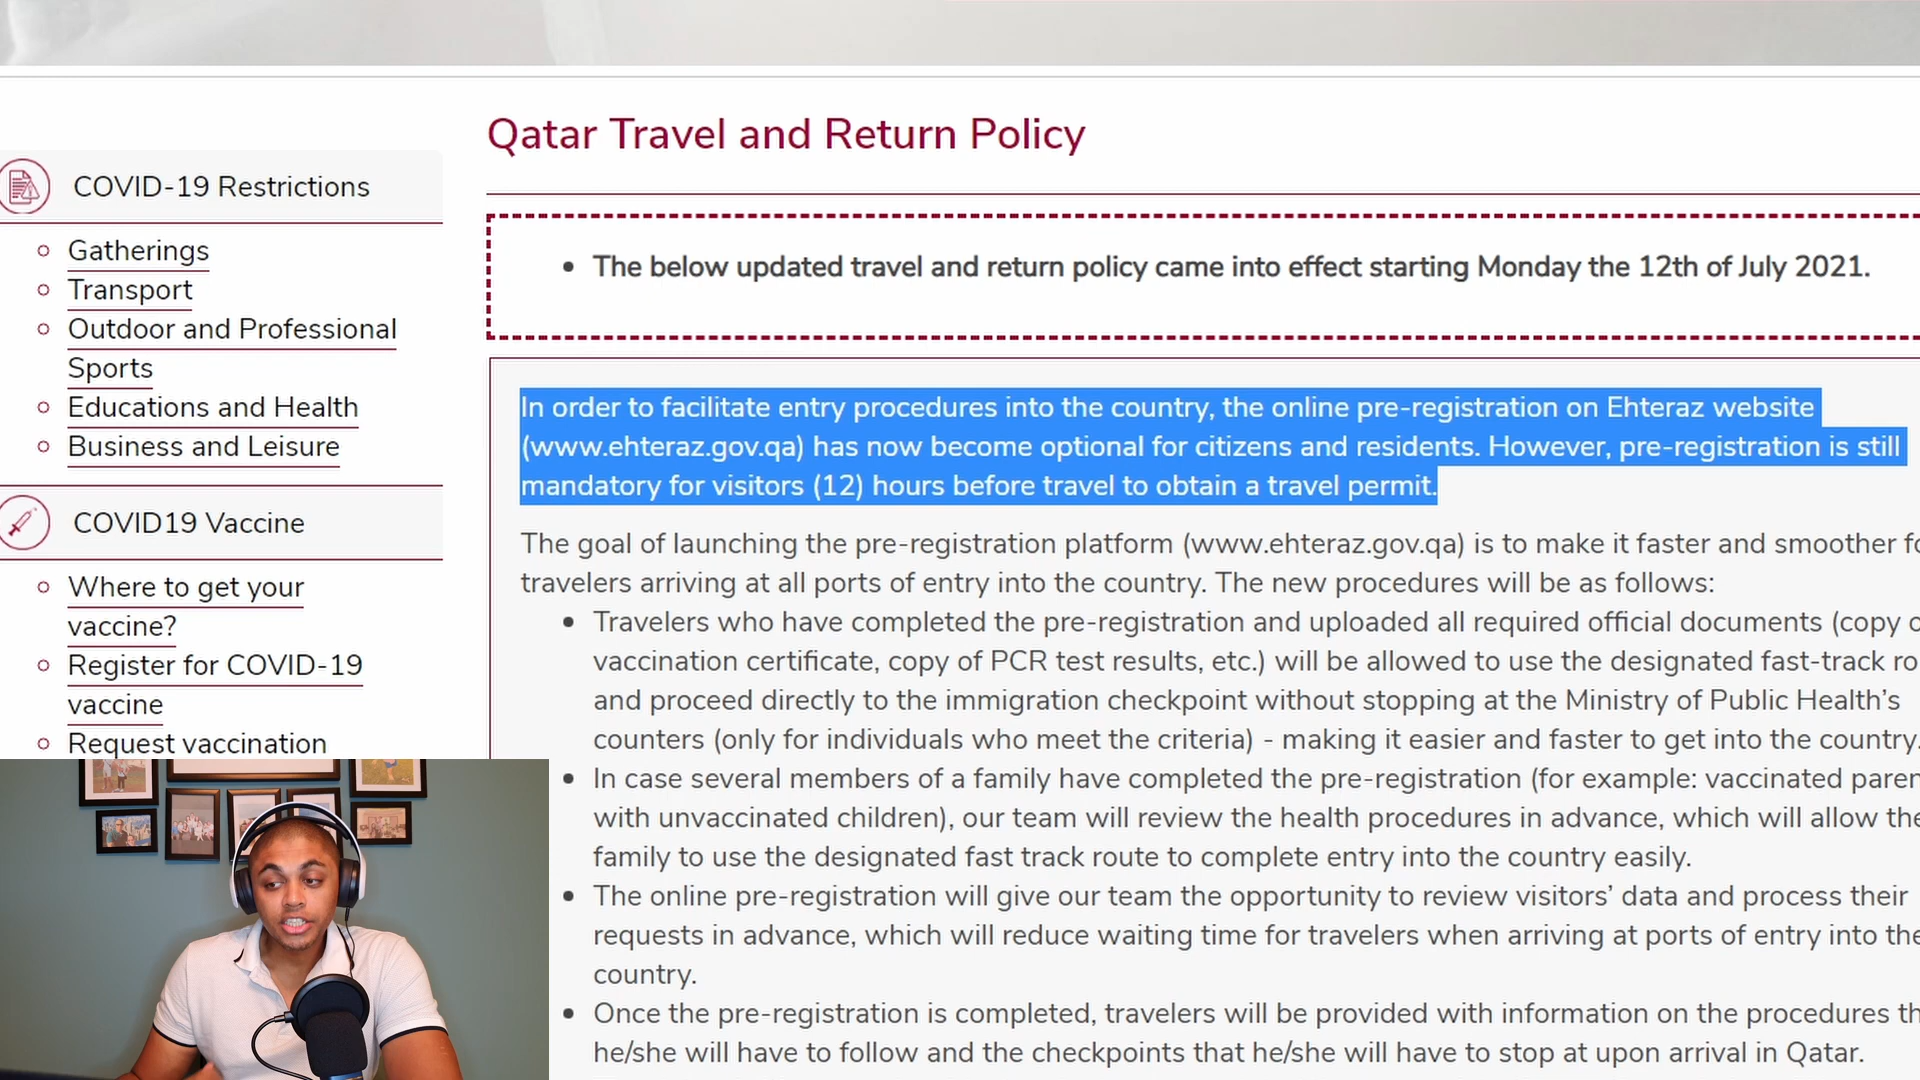 Qatar Travel and Return Policy
COVID-19 Restrictions
Gatherings
Transport
Outdoor and Professional
Sports
Educations and Health
Business and Leisure
COVID19 Vaccine
Where to get your
vaccine?
Register for COVID-19
vaccine
Request vaccination
The below updated travel and return policy came into effect starting Monday the 12th of July 2021.
In order to facilitate entry procedures into the country, the online pre-registration on Ehteraz website
(www.ehteraz.gov.qa) has now become optional for citizens and residents. However, pre-registration is still
mandatory for visitors (12) hours before travel to obtain a travel permit.
The goal of launching the pre-registration platform (www.ehteraz.gov.qa) is to make it faster and smoother
travelers arriving at all ports of entry into the country. The new procedures will be as follows:
Travelers who have completed the pre-registration and uploaded all required official documents (copy
vaccination certificate, copy of PCR test results, etc.) will be allowed to use the designated fast-track
and proceed directly to the immigration checkpoint without stopping at the Ministry of Public Health's
counters (only for individuals who meet the criteria) - making it easier and faster to get into the country.
In case several members of a family have completed the pre-registration (for example: vaccinated
with unvaccinated children), our team will review the health procedures in advance, which will allow
family to use the designated fast track route to complete entry into the country easily.
The online pre-registration will give our team the opportunity to review visitors' data and process their
requests in advance, which will reduce waiting time for travelers when arriving at ports of entry into the
country.
Once the pre-registration is completed, travelers will be provided with information on the procedures
he/she will have to follow and the checkpoints that he/she will have to stop at upon arrival in Qatar.